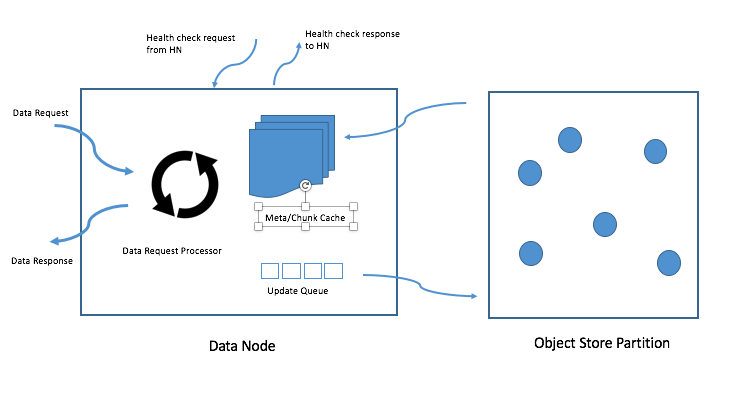 Health check request
from HN
Health check response
to HN
Data Request
Meta/Chunk Cache
Data Request Processor
Data Response
Update Queue
Data Node
Object Store Partition